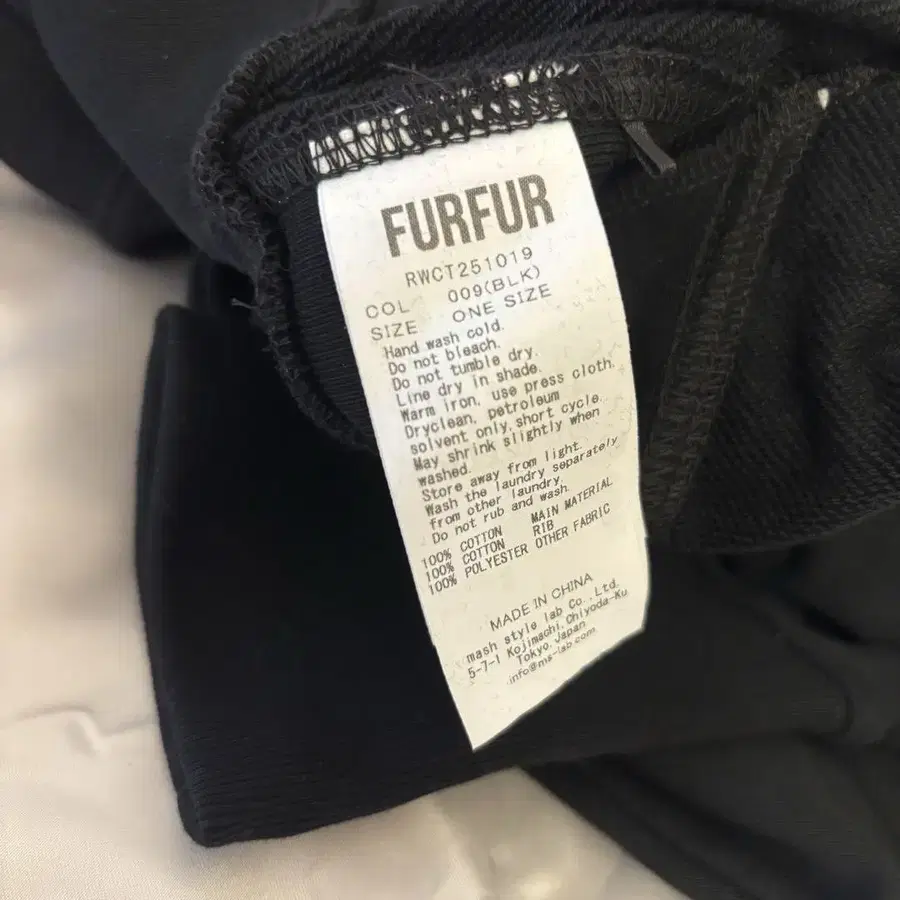 FURFUR
RWCT251019
COL 009(BLK)
SIZE ONE SIZE
Hand wash cold.
Do not bleach.
Do not tumble dry.
Line dry in shade.
Warm iron, use press cloth.
Dryclean, petroleum
solvent only, short cycle.
May shrink slightly when
washed.
Store away from light.
Wash the laundry separately
from other laundry.
Do not rub and wash.
100% COTTON MAIN MATERIAL
100% COTTON RIB
100% POLYESTER OTHER FABRIC
MADE IN CHINA
mash style lab Co.,Ltd.
5-7-1 Kojimachi, Chiyoda-Ku
Tokyo, Japan
info@ms-lab.com